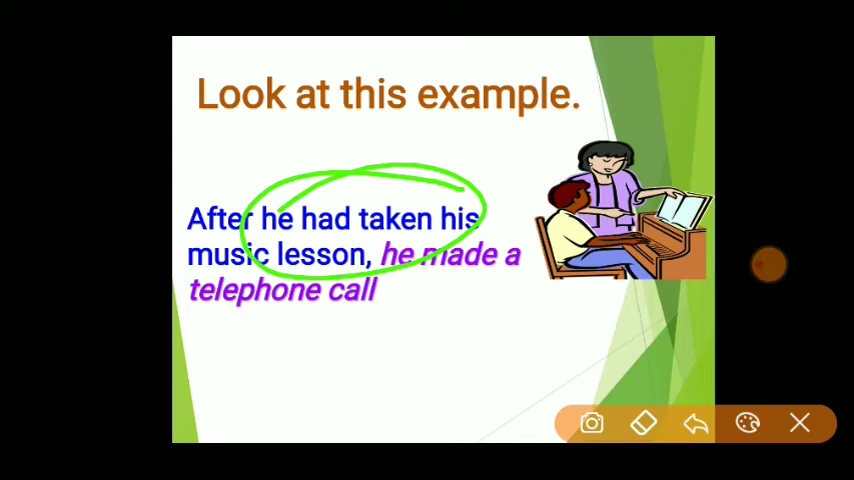 Look at this example.
After he had taken his
music lesson, he made a
telephone call